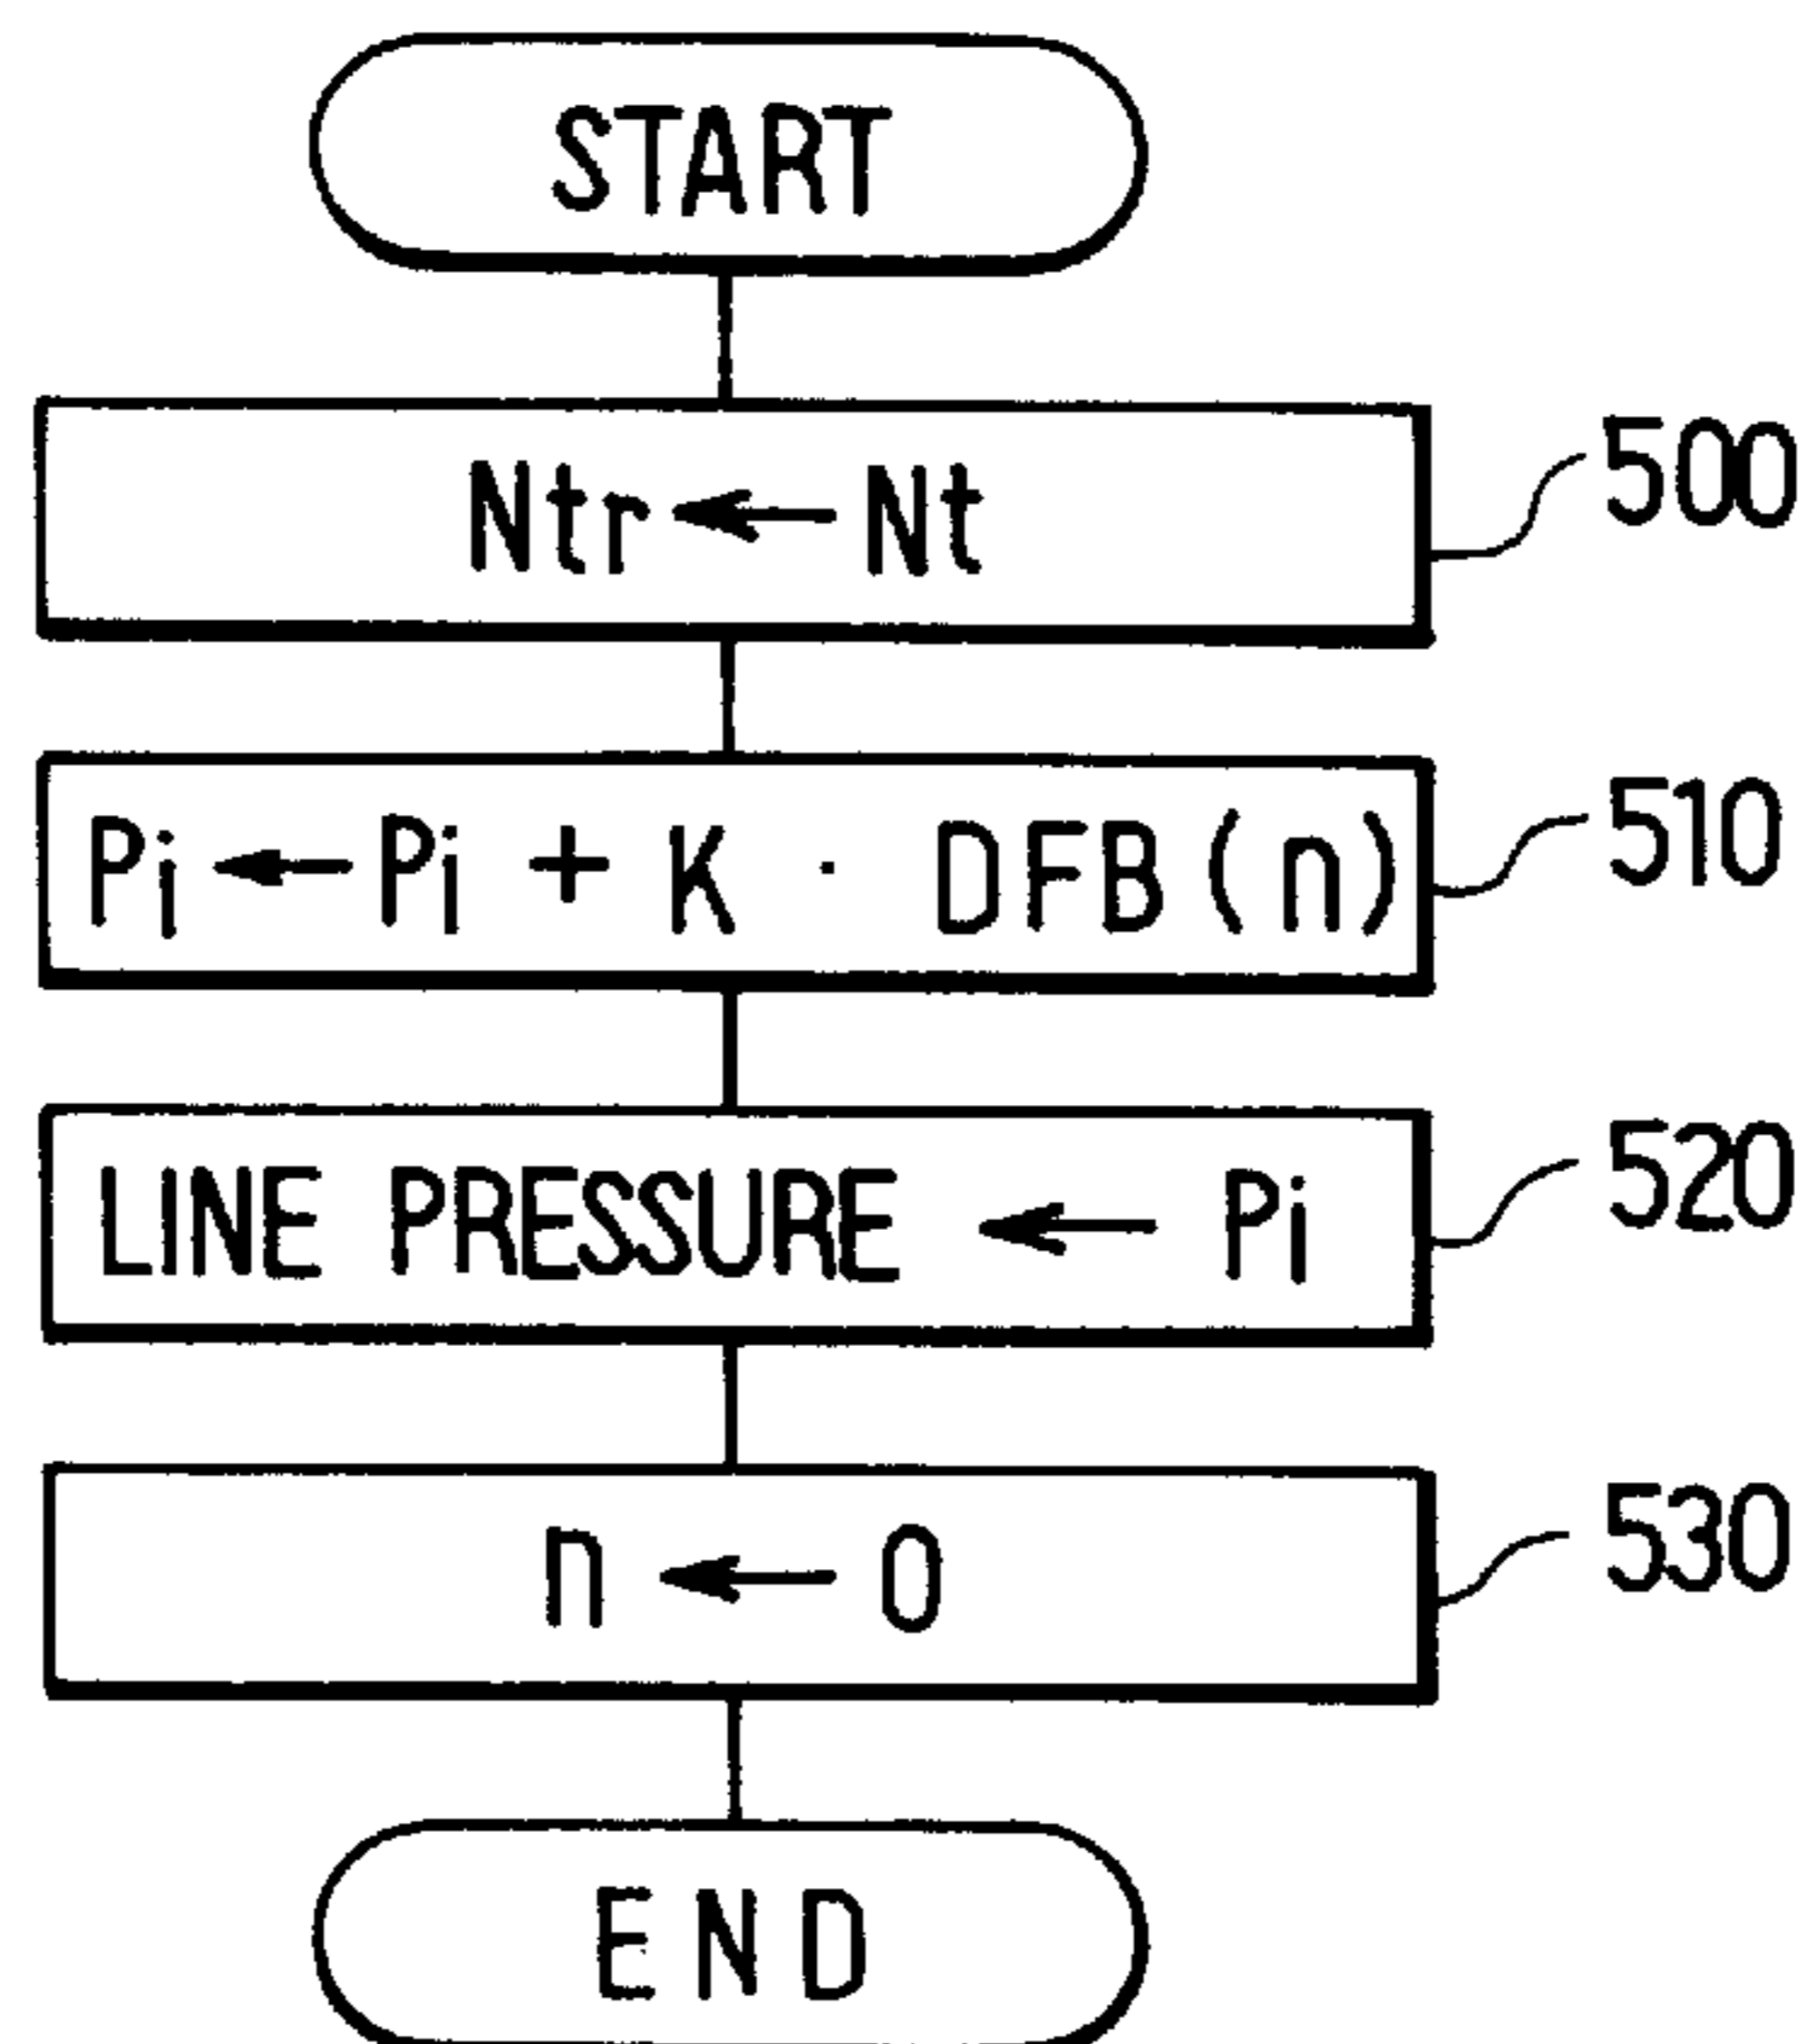 START
Ntr ← Nt
500
Pi ← Pi + K · DFB (n)
510
LINE PRESSURE ← Pi
520
n ← 0
530
END